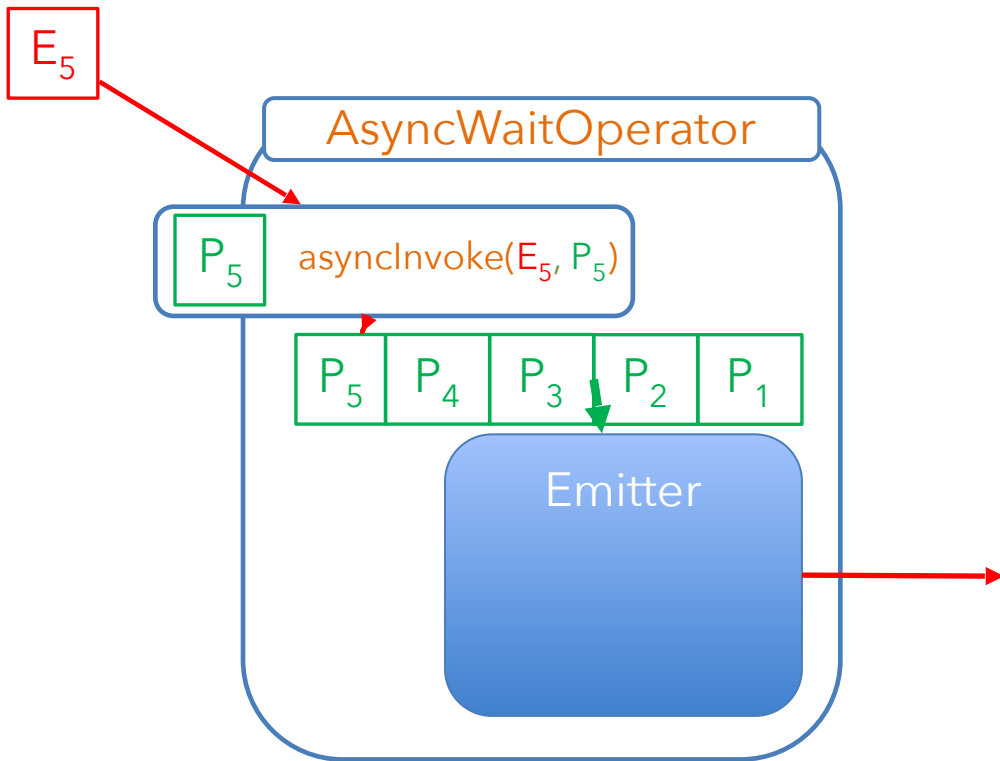 E₅
AsyncWaitOperator
P₅ asyncInvoke(E₅, P₅)
P₅ P₄ P₃ P₂ P₁
Emitter